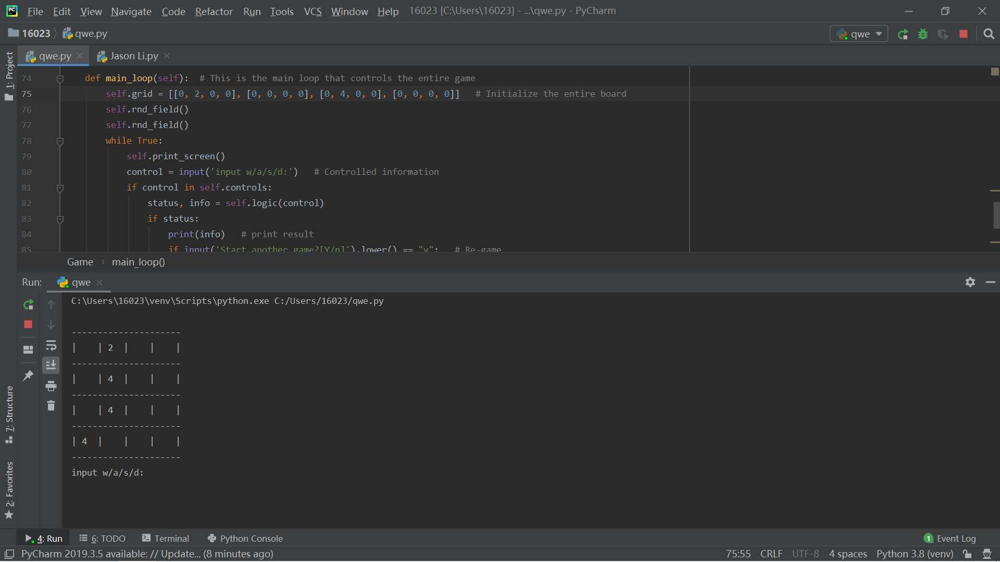 PC File Edit View Navigate Code Refactor Run Tools VCS Window Help 16023 [C:\Users\16023] - ...\qwe.py - PyCharm
16023 qwe.py qwe
qwe.py Jason Li.py
1: Project
74 def main_loop(self):  # This is the main loop that controls the entire game
75 self.grid = [[0, 2, 0, 0], [0, 0, 0, 0], [0, 4, 0, 0], [0, 0, 0, 0]]   # Initialize the entire board
76 self.rnd_field()
77 self.rnd_field()
78 while True:
79 self.print_screen()
80 control = input('input w/a/s/d:')   # Controlled information
81 if control in self.controls:
82 status, info = self.logic(control)
83 if status:
84 print(info)   # print result
85 if input('Start another game?[Y/n]').lower() == "y":   # Re-game
Game › main_loop()
Run: qwe
C:\Users\16023\venv\Scripts\python.exe C:/Users/16023/qwe.py
---------------------
|    | 2  |    |    |
---------------------
|    | 4  |    |    |
---------------------
|    | 4  |    |    |
---------------------
| 4  |    |    |    |
---------------------
input w/a/s/d:
7: Structure
2: Favorites
4: Run 6: TODO Terminal Python Console 1 Event Log
PyCharm 2019.3.5 available: // Update... (8 minutes ago) 75:55 CRLF UTF-8 4 spaces Python 3.8 (venv)